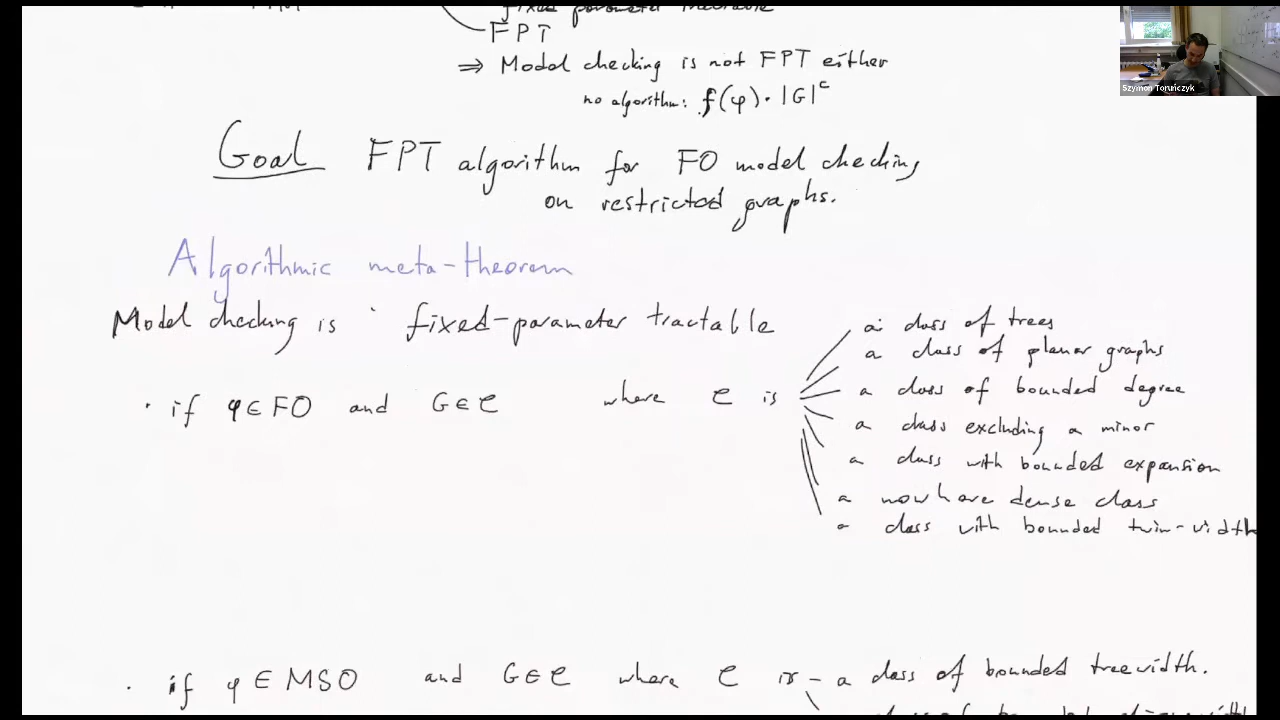 fixed parameter tractable
FPT
⇒ Model checking is not FPT either
no algorithm: f(φ)·|G|^c
Szymon Toruńczyk
Goal FPT algorithm for FO model checking
on restricted graphs.
Algorithmic meta-theorem
Model checking is fixed-parameter tractable
a class of trees
a class of planar graphs
· if φ∈FO and G∈C where C is a class of bounded degree
a class excluding a minor
a class with bounded expansion
a nowhere dense class
a class with bounded twin-width
· if φ∈MSO and G∈C where C is – a class of bounded treewidth.